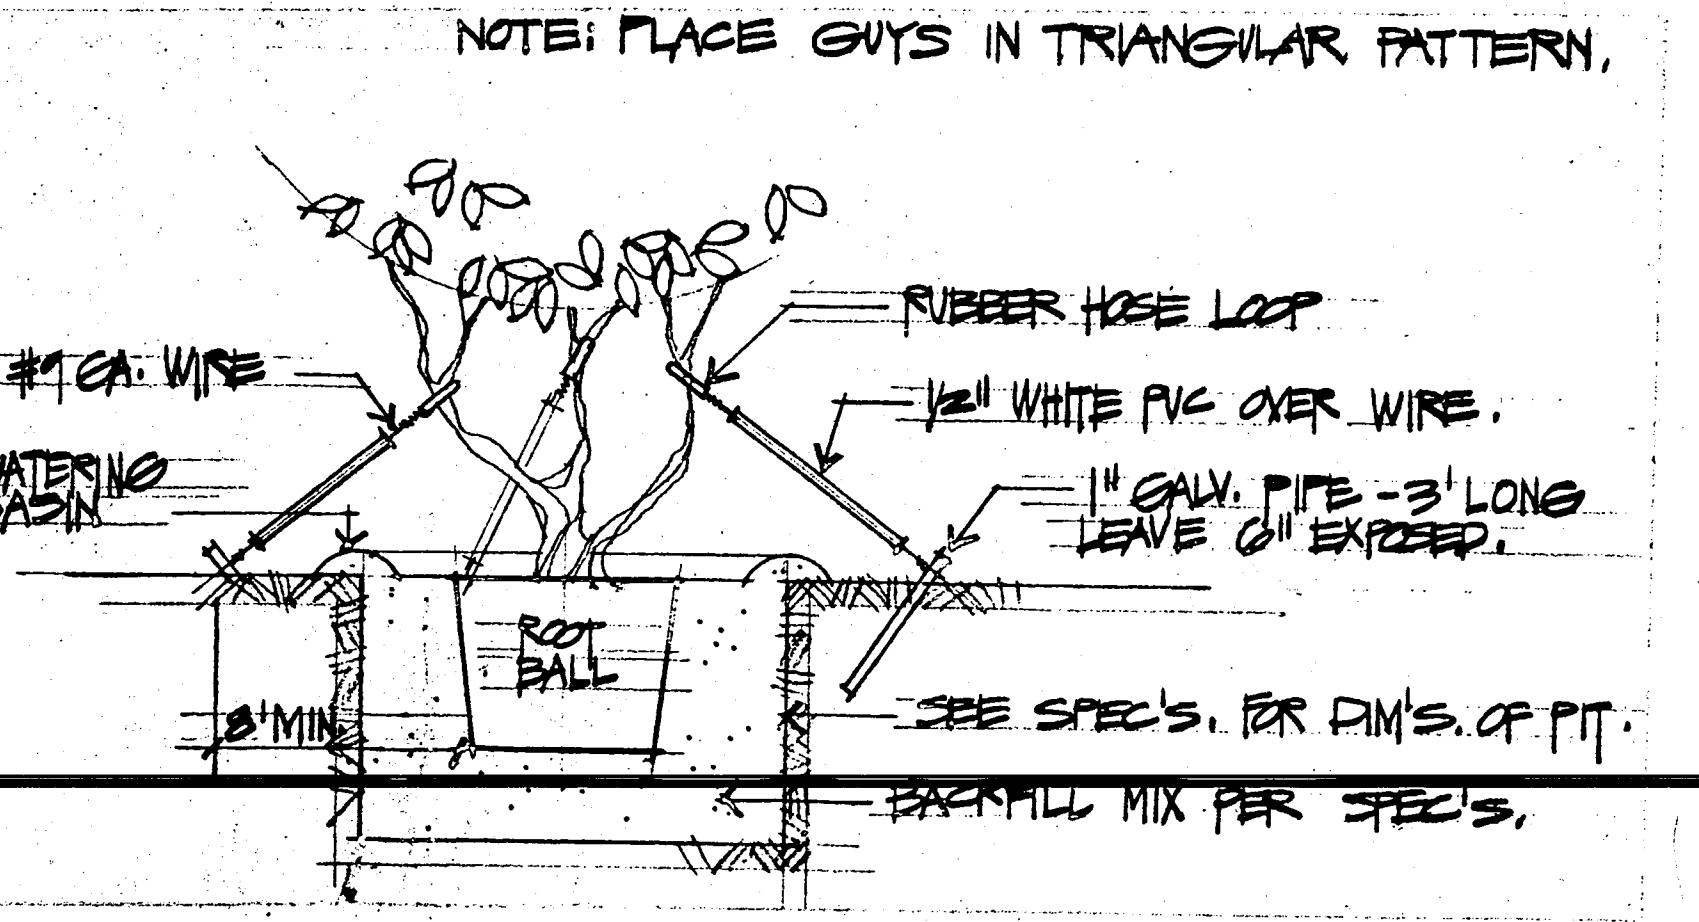 NOTE: PLACE GUYS IN TRIANGULAR PATTERN.
RUBBER HOSE LOOP
#9 GA. WIRE
1/2" WHITE PVC OVER WIRE.
WATERING
BASIN
1" GALV. PIPE - 3' LONG
LEAVE 6" EXPOSED.
ROOT
BALL
8' MIN.
SEE SPEC'S. FOR DIM'S. OF PIT.
BACKFILL MIX PER SPEC'S.